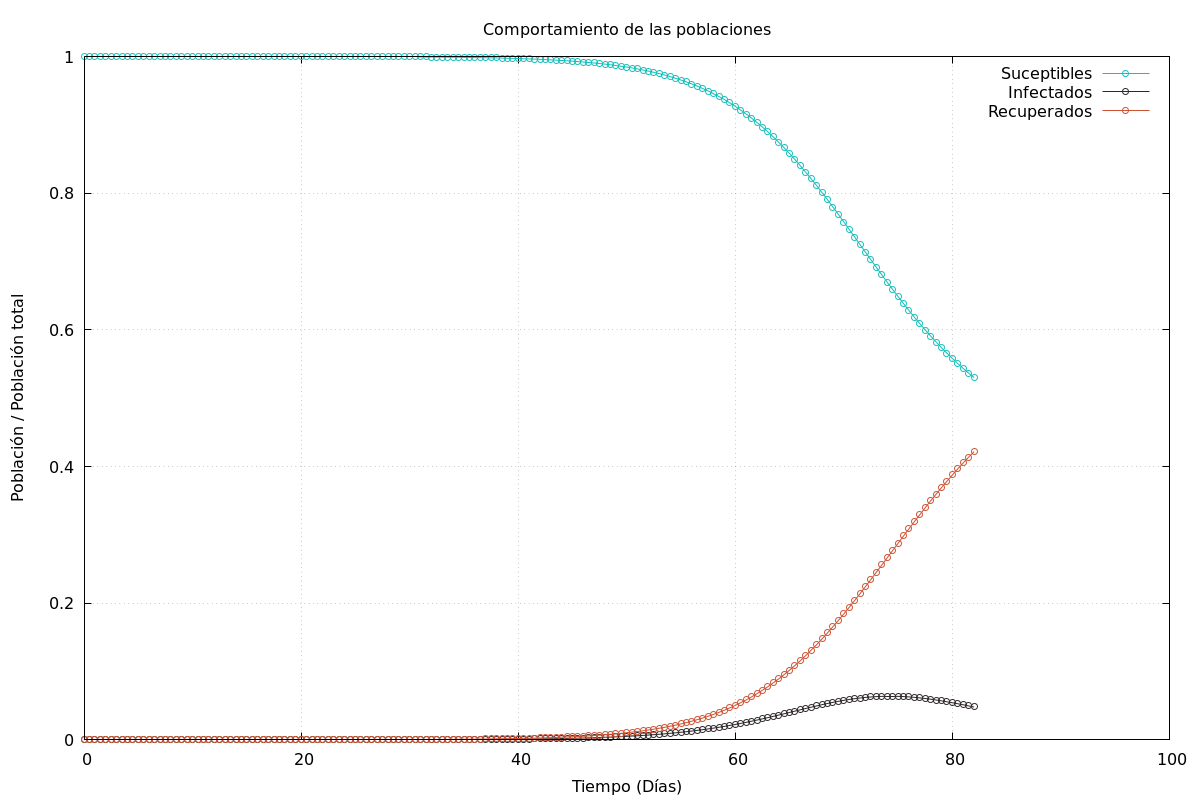 Comportamiento de las poblaciones
1
0.8
0.6
0.4
0.2
0
Población / Población total
Suceptibles
Infectados
Recuperados
0 20 40 60 80 100
Tiempo (Días)